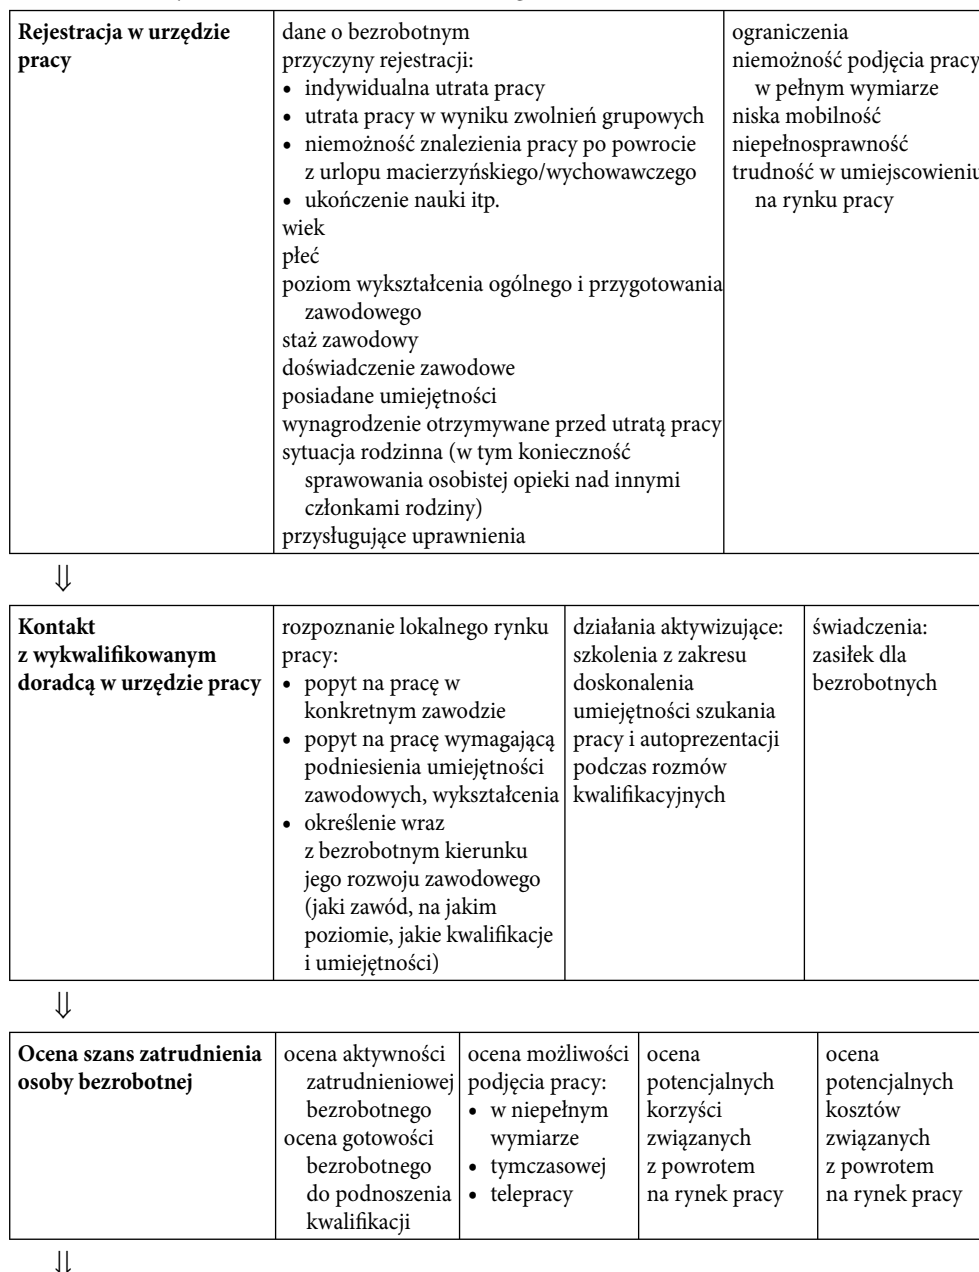 Rejestracja w urzędzie
pracy
dane o bezrobotnym
przyczyny rejestracji:
• indywidualna utrata pracy
• utrata pracy w wyniku zwolnień grupowych
• niemożność znalezienia pracy po powrocie
z urlopu macierzyńskiego/wychowawczego
• ukończenie nauki itp.
wiek
płeć
poziom wykształcenia ogólnego i przygotowania
zawodowego
staż zawodowy
doświadczenie zawodowe
posiadane umiejętności
wynagrodzenie otrzymywane przed utratą pracy
sytuacja rodzinna (w tym konieczność
sprawowania osobistej opieki nad innymi
członkami rodziny)
przysługujące uprawnienia
ograniczenia
niemożność podjęcia pracy
w pełnym wymiarze
niska mobilność
niepełnosprawność
trudność w umiejscowieniu
na rynku pracy
⇓
Kontakt
z wykwalifikowanym
doradcą w urzędzie pracy
rozpoznanie lokalnego rynku
pracy:
• popyt na pracę w
konkretnym zawodzie
• popyt na pracę wymagającą
podniesienia umiejętności
zawodowych, wykształcenia
• określenie wraz
z bezrobotnym kierunku
jego rozwoju zawodowego
(jaki zawód, na jakim
poziomie, jakie kwalifikacje
i umiejętności)
działania aktywizujące:
szkolenia z zakresu
doskonalenia
umiejętności szukania
pracy i autoprezentacji
podczas rozmów
kwalifikacyjnych
świadczenia:
zasiłek dla
bezrobotnych
⇓
Ocena szans zatrudnienia
osoby bezrobotnej
ocena aktywności
zatrudnieniowej
bezrobotnego
ocena gotowości
bezrobotnego
do podnoszenia
kwalifikacji
ocena możliwości
podjęcia pracy:
• w niepełnym
wymiarze
• tymczasowej
• telepracy
ocena
potencjalnych
korzyści
związanych
z powrotem
na rynek pracy
ocena
potencjalnych
kosztów
związanych
z powrotem
na rynek pracy
⇓